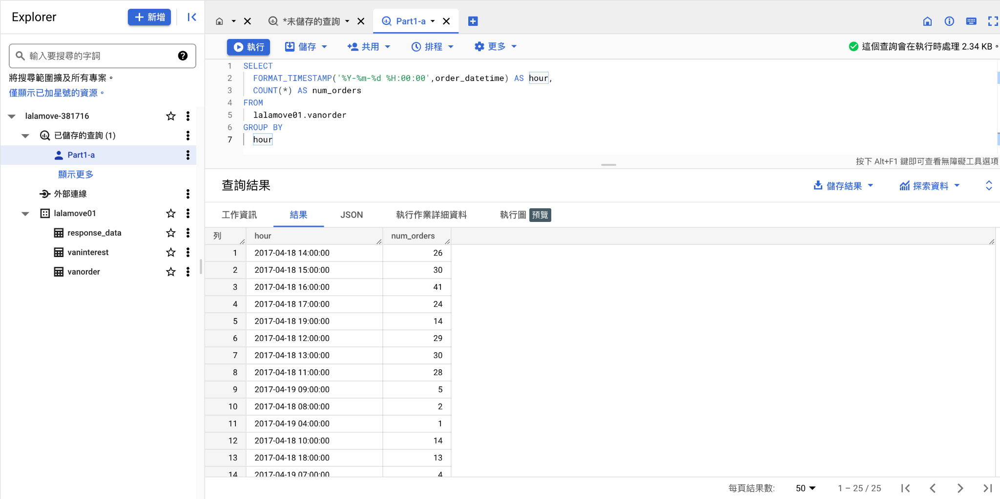 Explorer
新增
輸入要搜尋的字詞
將搜尋範圍擴及所有專案。
僅顯示已加星號的資源。
lalamove-381716
已儲存的查詢 (1)
Part1-a
顯示更多
外部連線
lalamove01
response_data
vaninterest
vanorder
*未儲存的查詢
Part1-a
執行
儲存
共用
排程
更多
這個查詢會在執行時處理 2.34 KB。
1 SELECT
2 FORMAT_TIMESTAMP('%Y-%m-%d %H:00:00',order_datetime) AS hour,
3 COUNT(*) AS num_orders
4 FROM
5 lalamove01.vanorder
6 GROUP BY
7 hour
按下 Alt+F1 鍵即可查看無障礙工具選項
查詢結果
儲存結果
探索資料
工作資訊 結果 JSON 執行作業詳細資料 執行圖 預覽
列 hour num_orders
1 2017-04-18 14:00:00 26
2 2017-04-18 15:00:00 30
3 2017-04-18 16:00:00 41
4 2017-04-18 17:00:00 24
5 2017-04-18 19:00:00 14
6 2017-04-18 12:00:00 29
7 2017-04-18 13:00:00 30
8 2017-04-18 11:00:00 28
9 2017-04-19 09:00:00 5
10 2017-04-18 08:00:00 2
11 2017-04-19 04:00:00 1
12 2017-04-18 10:00:00 14
13 2017-04-18 18:00:00 13
14 2017-04-19 07:00:00 4
每頁結果數: 50 1 – 25 / 25